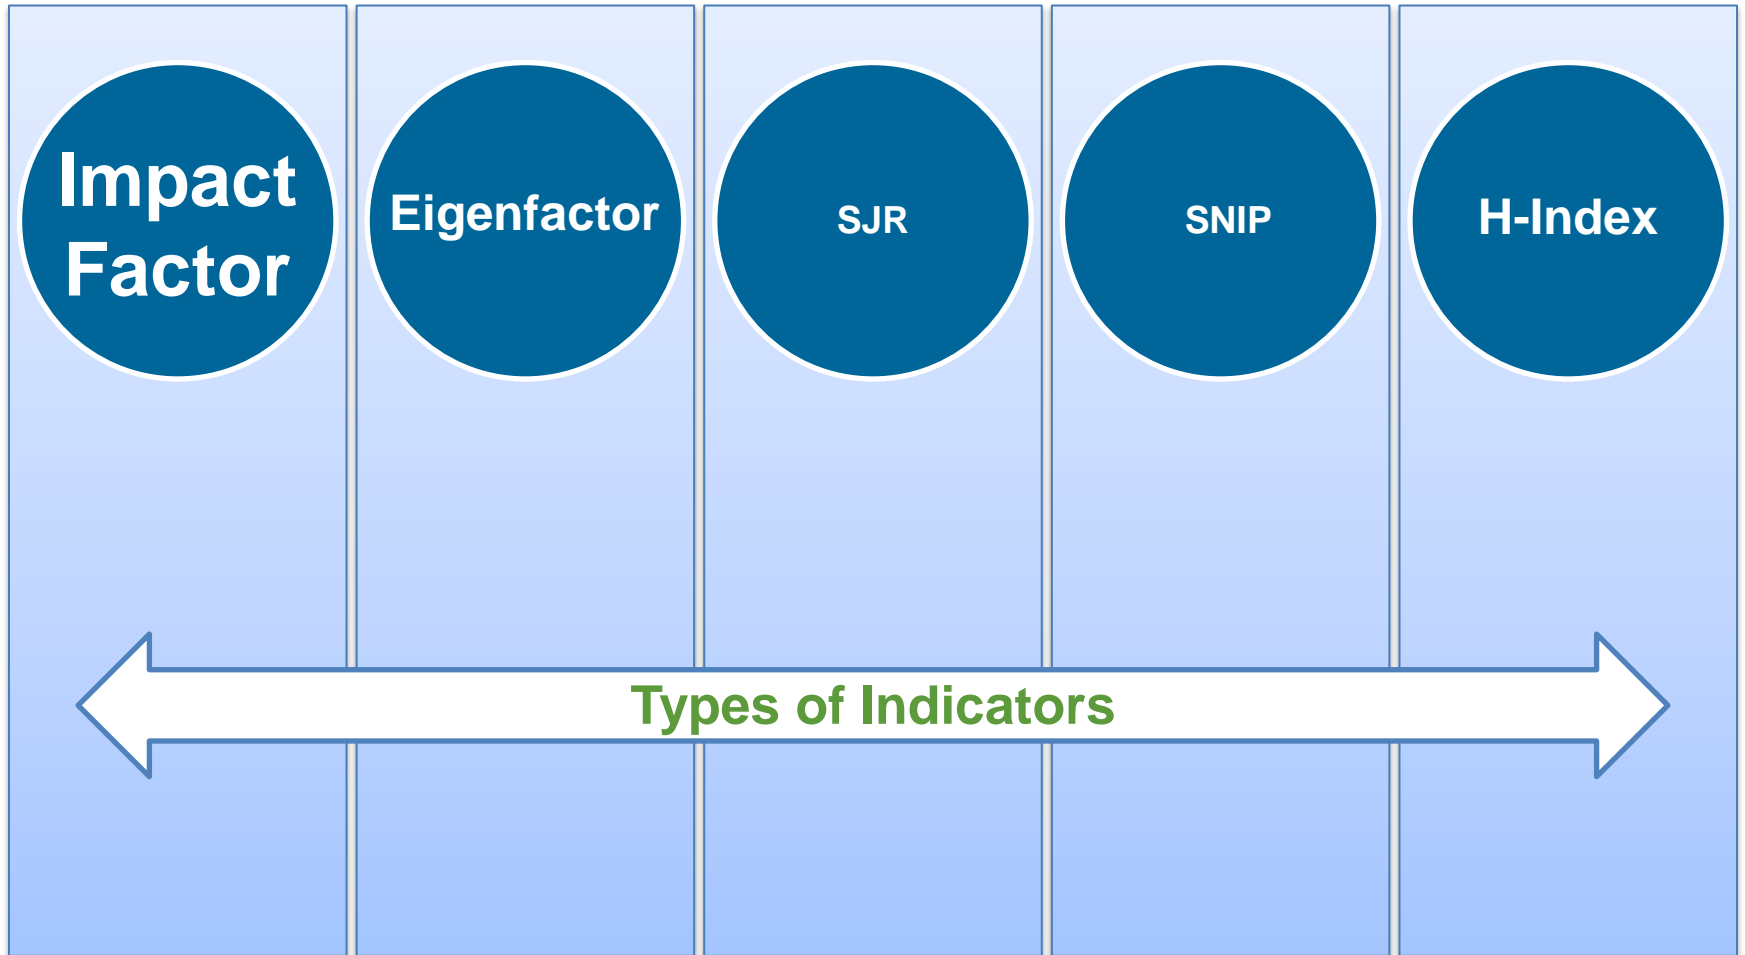 Impact
Factor
Eigenfactor
SJR
SNIP
H-Index
Types of Indicators